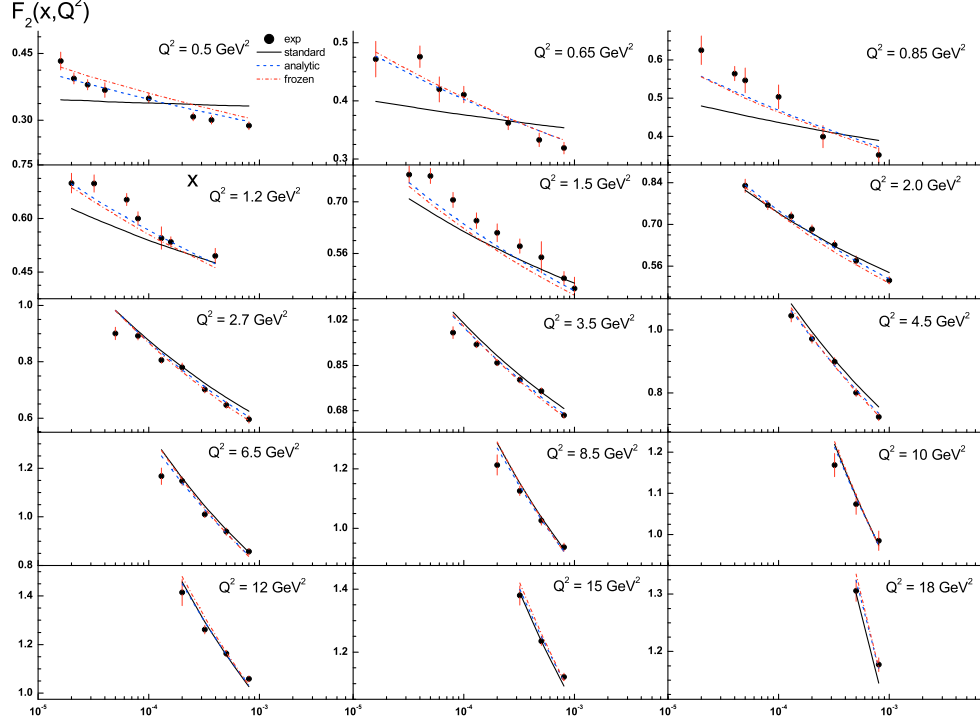 F₂(x,Q²)
0.45
0.30
Q² = 0.5 GeV²
exp
standard
analytic
frozen
0.5
0.4
0.3
Q² = 0.65 GeV²
0.6
0.5
0.4
Q² = 0.85 GeV²
0.75
0.60
0.45
x
Q² = 1.2 GeV²
0.70
0.56
Q² = 1.5 GeV²
0.84
0.70
0.56
Q² = 2.0 GeV²
1.0
0.8
0.6
Q² = 2.7 GeV²
1.02
0.85
0.68
Q² = 3.5 GeV²
1.0
0.8
Q² = 4.5 GeV²
1.2
1.0
0.8
Q² = 6.5 GeV²
1.2
1.0
Q² = 8.5 GeV²
1.2
1.1
1.0
Q² = 10 GeV²
1.4
1.2
1.0
Q² = 12 GeV²
1.4
1.2
Q² = 15 GeV²
1.3
1.2
Q² = 18 GeV²
10⁻⁵ 10⁻⁴ 10⁻³ 10⁻⁴ 10⁻³ 10⁻⁴ 10⁻³